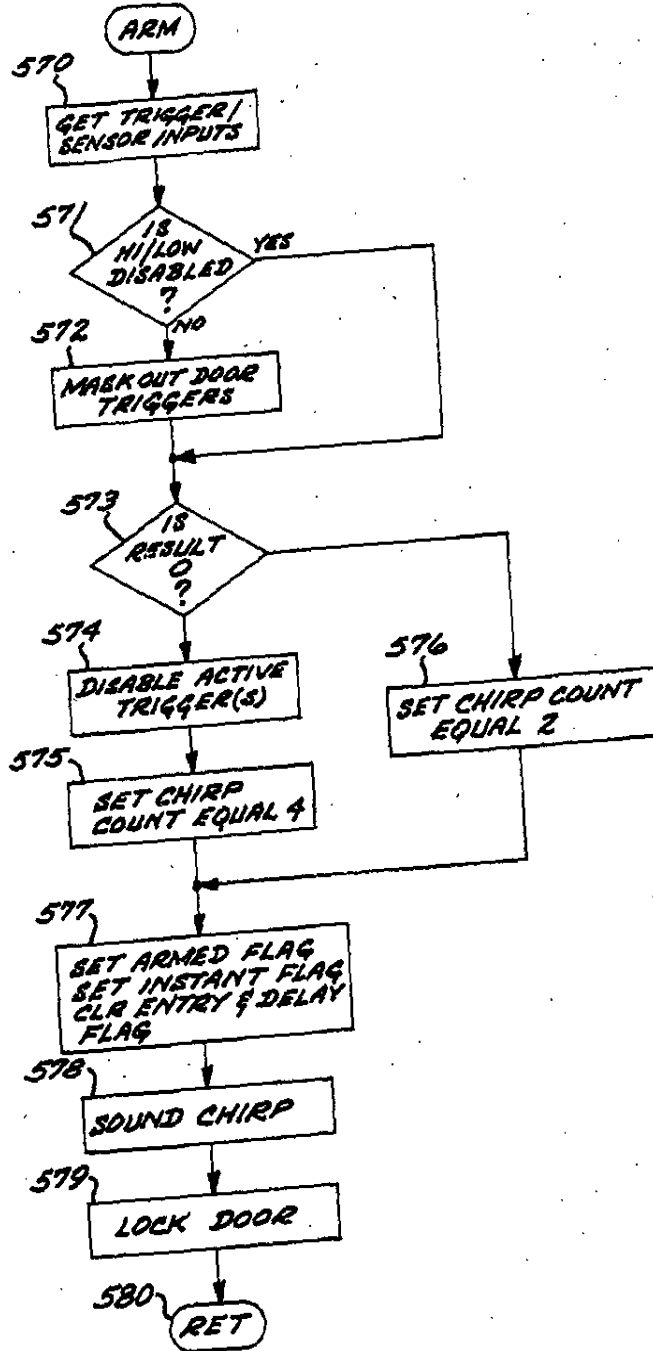 ARM
570
GET TRIGGER/
SENSOR INPUTS
571
IS
HI/LOW
DISABLED
?
YES
NO
572
MASK OUT DOOR
TRIGGERS
573
IS
RESULT
0
?
574
DISABLE ACTIVE
TRIGGER(S)
575
SET CHIRP
COUNT EQUAL 4
576
SET CHIRP COUNT
EQUAL 2
577
SET ARMED FLAG
SET INSTANT FLAG
CLR ENTRY & DELAY
FLAG
578
SOUND CHIRP
579
LOCK DOOR
580
RET